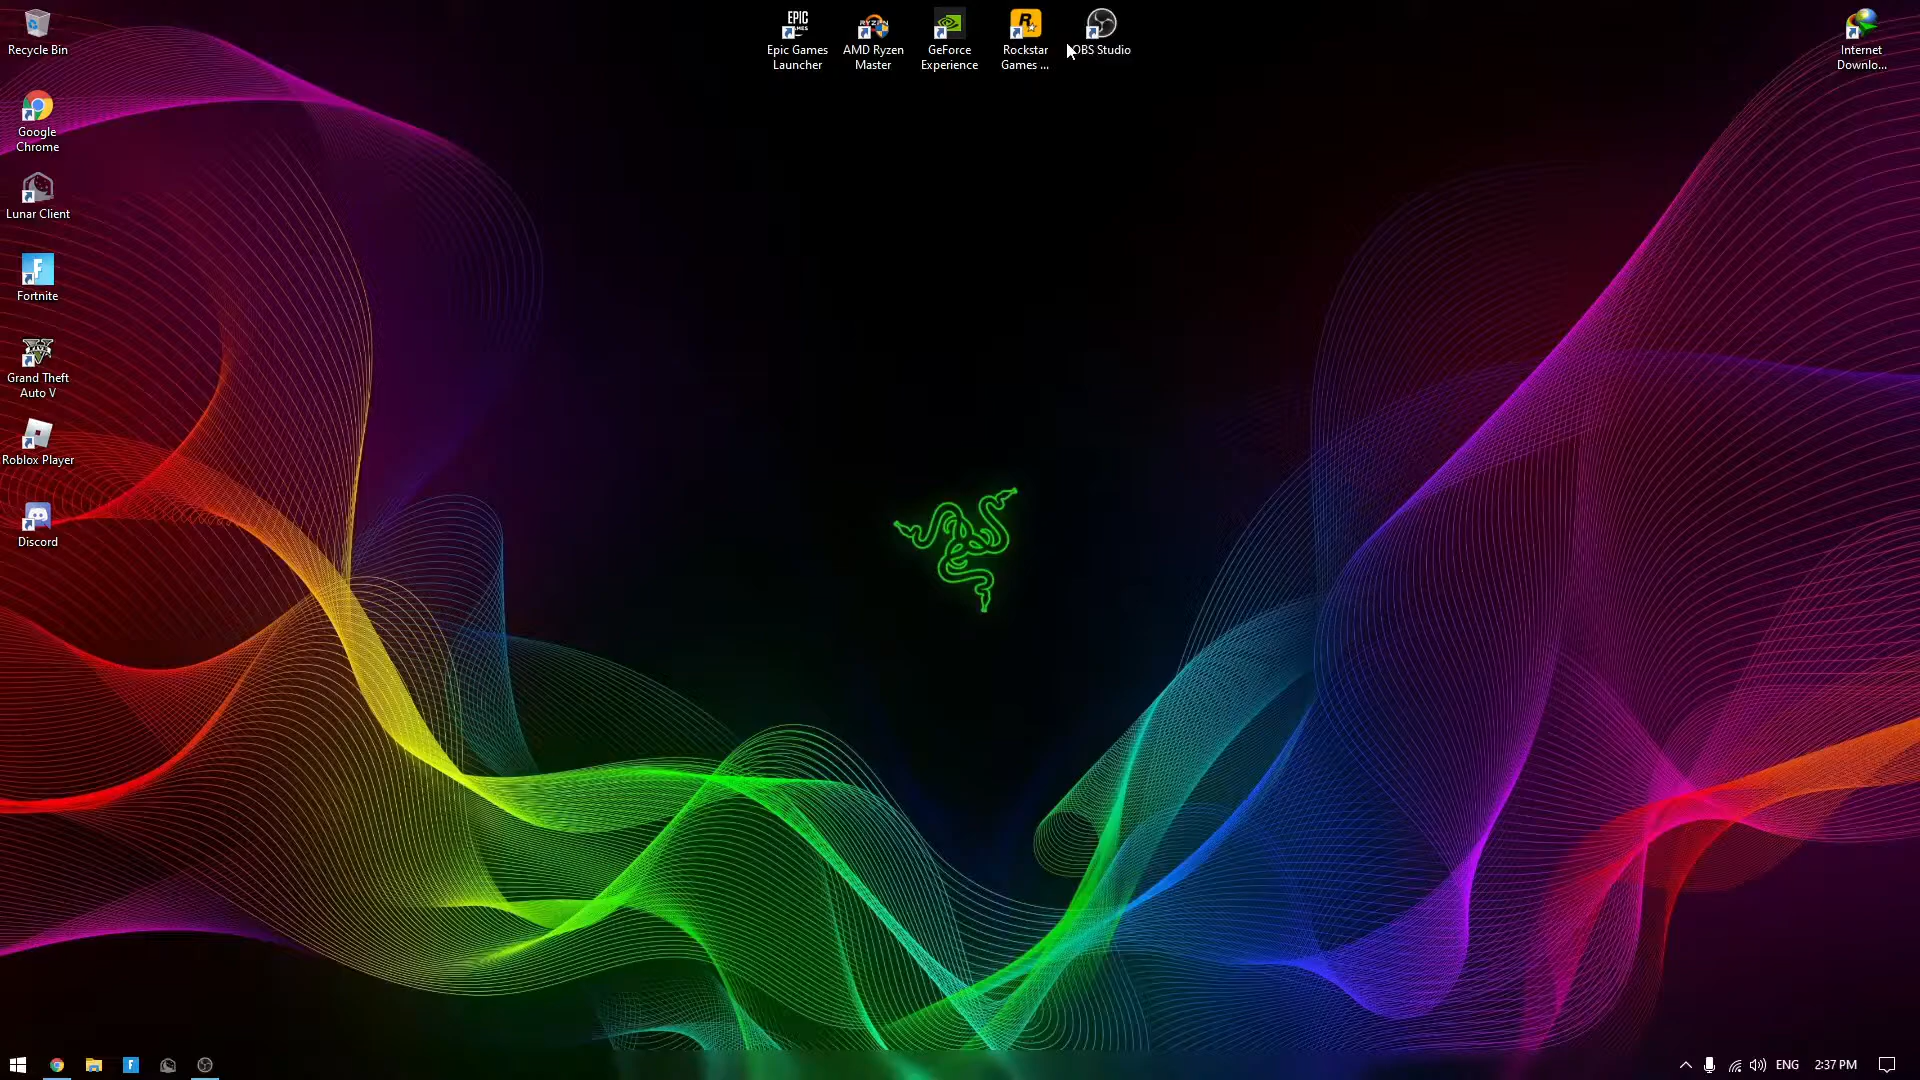 Recycle Bin
Google
Chrome
Lunar Client
Fortnite
Grand Theft
Auto V
Roblox Player
Discord
EPIC
GAMES
Epic Games
Launcher
RYZEN
AMD Ryzen
Master
GeForce
Experience
Rockstar
Games ...
OBS Studio
Internet
Downlo...
ENG
2:37 PM